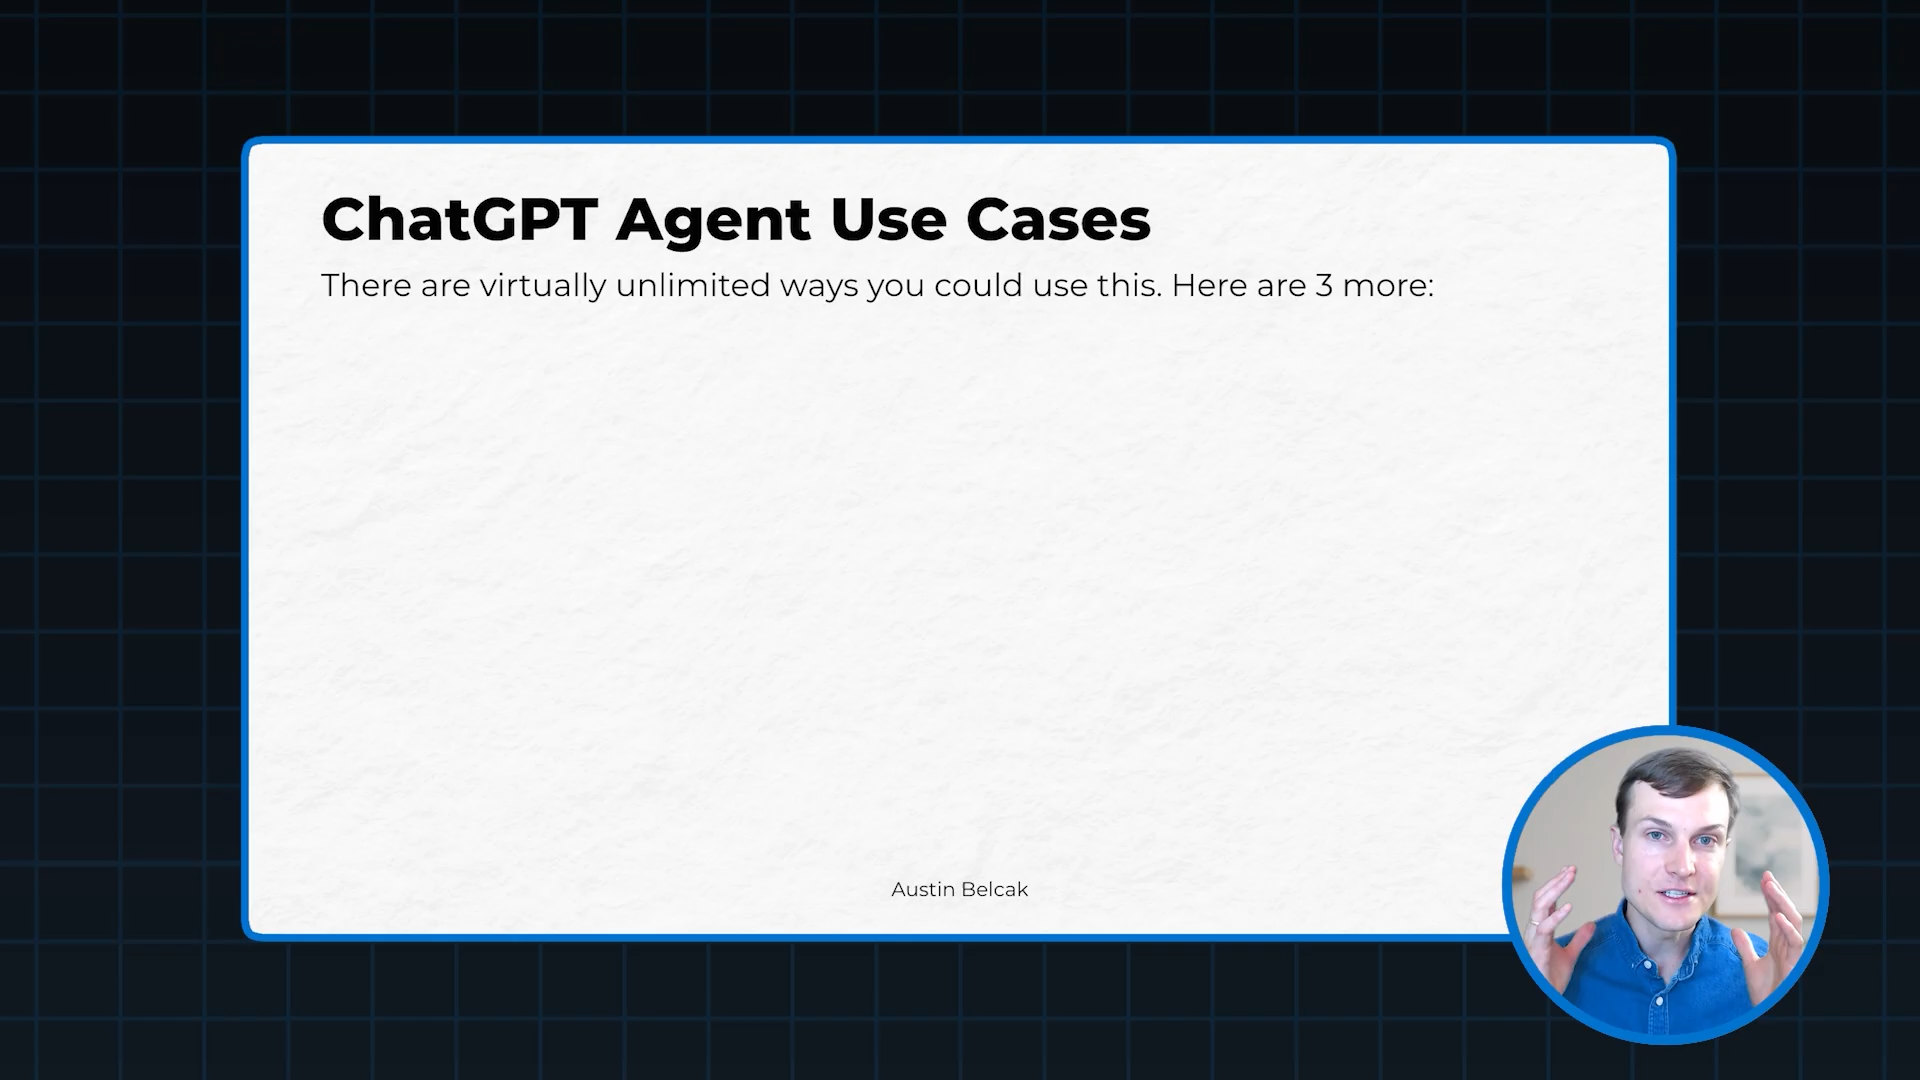 ChatGPT Agent Use Cases
There are virtually unlimited ways you could use this. Here are 3 more:
Austin Belcak